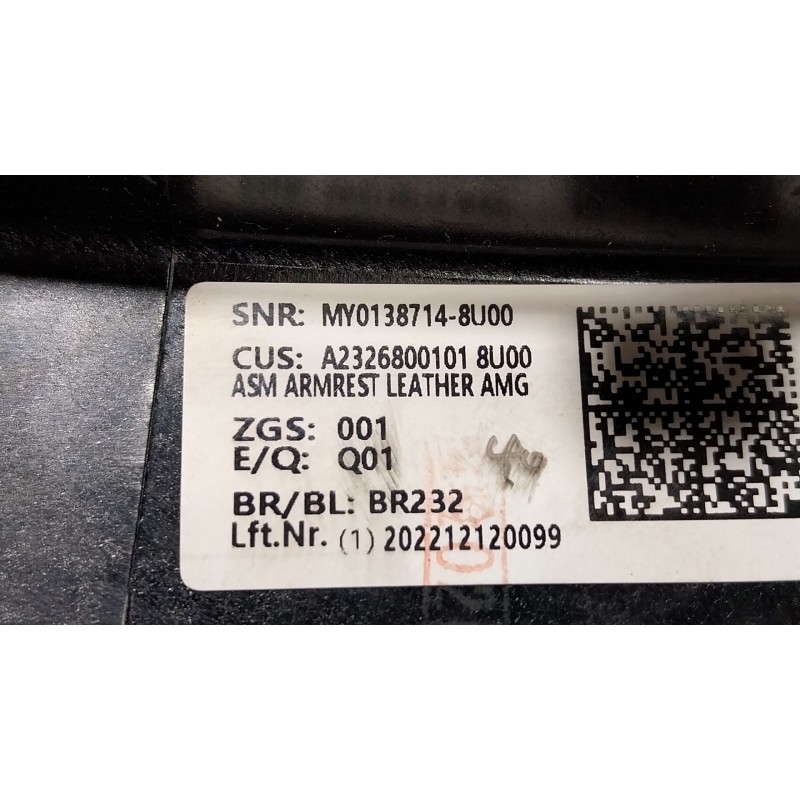 SNR: MY0138714-8U00
CUS: A2326800101 8U00
ASM ARMREST LEATHER AMG
ZGS: 001
E/Q: Q01
BR/BL: BR232
Lft.Nr. (1) 202212120099